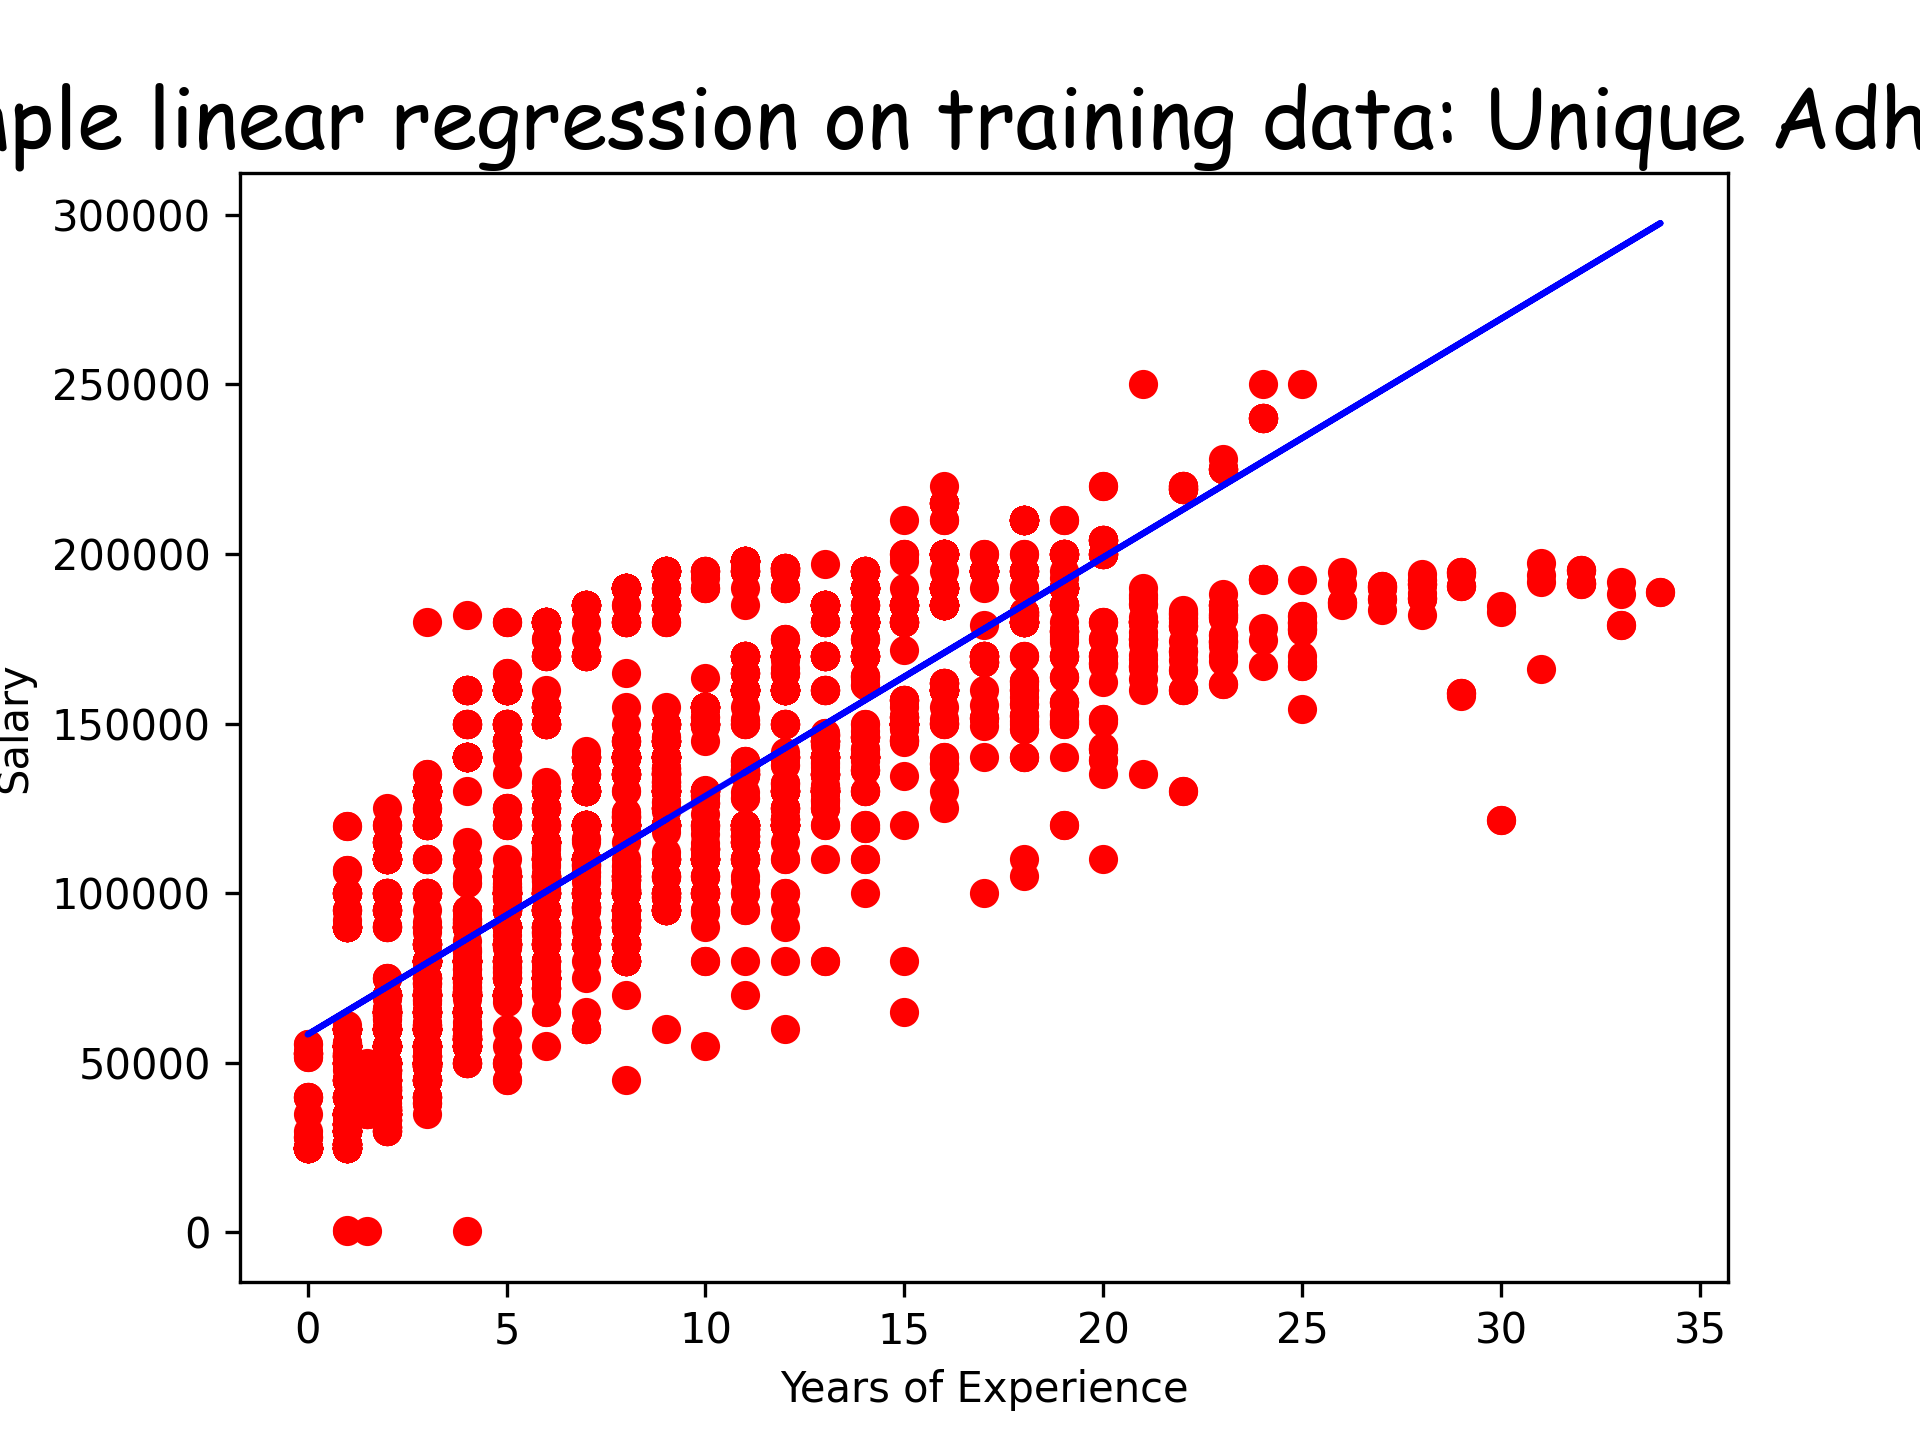 ple linear regression on training data: Unique Adh
300000
250000
200000
150000
100000
50000
0
Salary
0 5 10 15 20 25 30 35
Years of Experience